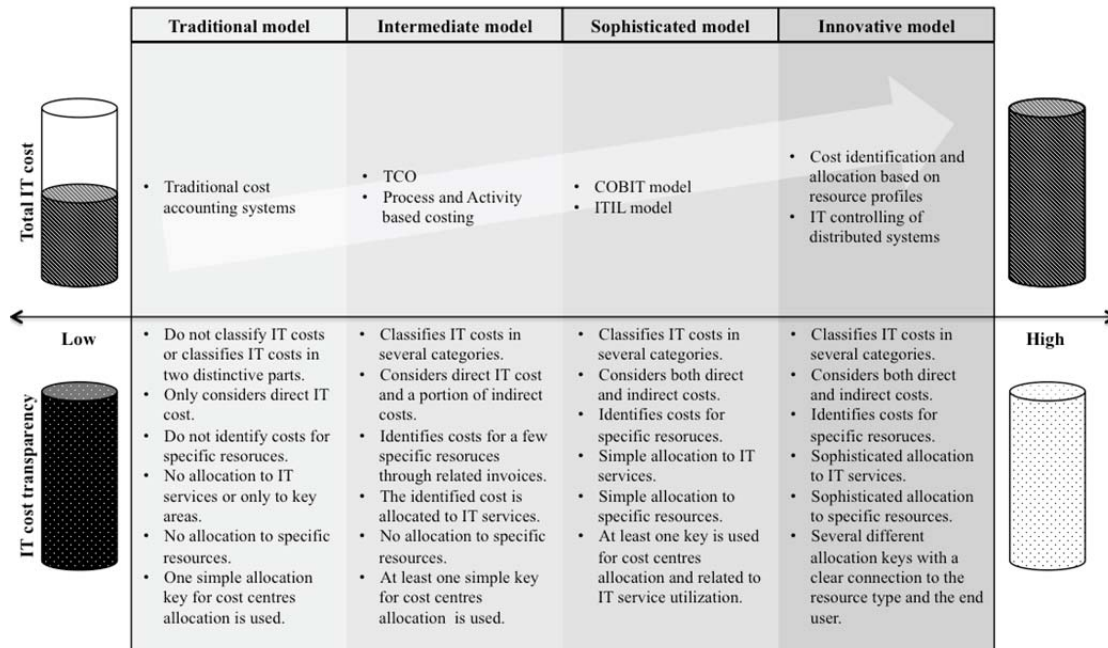 Traditional model
Intermediate model
Sophisticated model
Innovative model
Total IT cost
• Traditional cost
accounting systems
• TCO
• Process and Activity
based costing
• COBIT model
• ITIL model
• Cost identification and
allocation based on
resource profiles
• IT controlling of
distributed systems
Low
High
IT cost transparency
• Do not classify IT costs
or classifies IT costs in
two distinctive parts.
• Only considers direct IT
cost.
• Do not identify costs for
specific resoruces.
• No allocation to IT
services or only to key
areas.
• No allocation to specific
resources.
• One simple allocation
key for cost centres
allocation is used.
• Classifies IT costs in
several categories.
• Considers direct IT cost
and a portion of indirect
costs.
• Identifies costs for a few
specific resoruces
through related invoices.
• The identified cost is
allocated to IT services.
• No allocation to specific
resources.
• At least one simple key
for cost centres
allocation is used.
• Classifies IT costs in
several categories.
• Considers both direct
and indirect costs.
• Identifies costs for
specific resoruces.
• Simple allocation to IT
services.
• Simple allocation to
specific resources.
• At least one key is used
for cost centres
allocation and related to
IT service utilization.
• Classifies IT costs in
several categories.
• Considers both direct
and indirect costs.
• Identifies costs for
specific resoruces.
• Sophisticated allocation
to IT services.
• Sophisticated allocation
to specific resources.
• Several different
allocation keys with a
clear connection to the
resource type and the end
user.